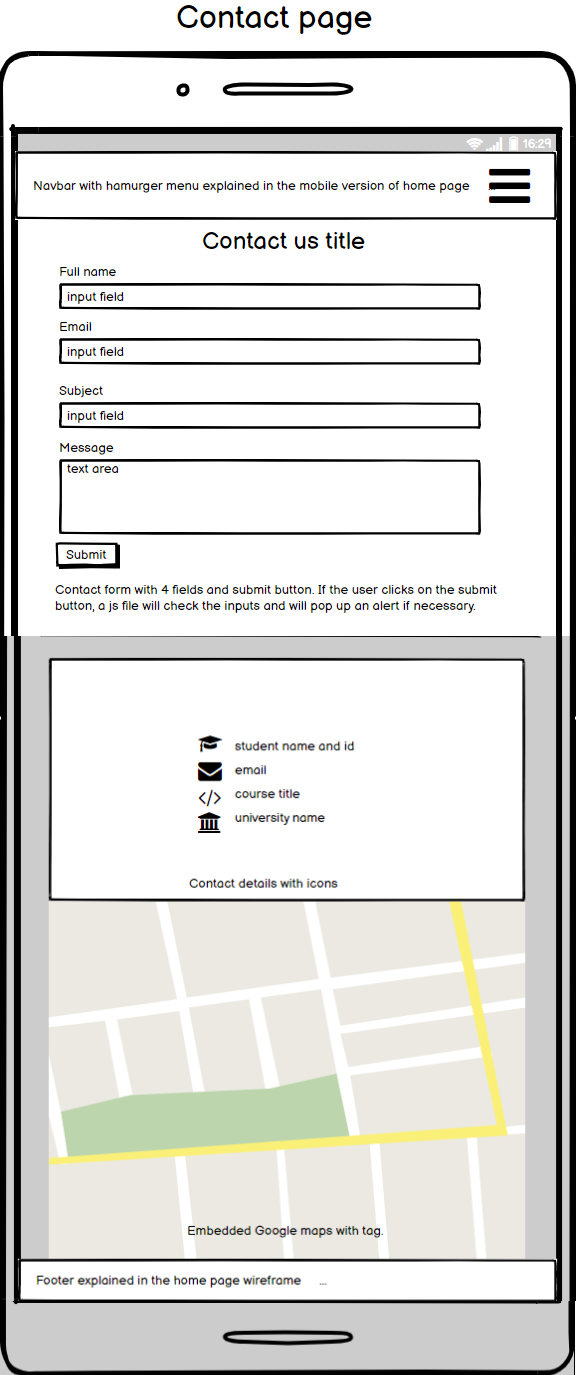 Contact page
16:29
Navbar with hamurger menu explained in the mobile version of home page
Contact us title
Full name
input field
Email
input field
Subject
input field
Message
text area
Submit
Contact form with 4 fields and submit button. If the user clicks on the submit
button, a js file will check the inputs and will pop up an alert if necessary.
student name and id
email
</> course title
university name
Contact details with icons
Embedded Google maps with tag.
Footer explained in the home page wireframe ...